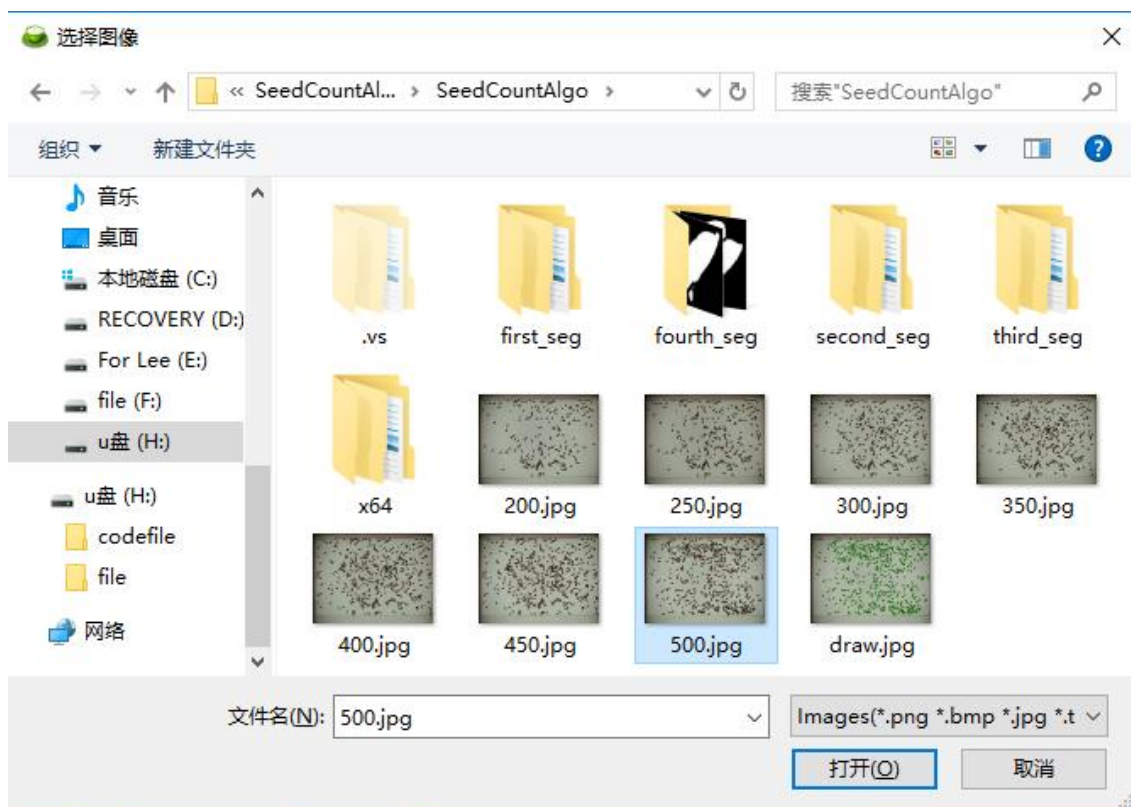 选择图像
« SeedCountAl... › SeedCountAlgo ›
搜索"SeedCountAlgo"
组织 新建文件夹
音乐
桌面
本地磁盘 (C:)
RECOVERY (D:)
For Lee (E:)
file (F:)
u盘 (H:)
u盘 (H:)
codefile
file
网络
.vs first_seg fourth_seg second_seg third_seg
x64 200.jpg 250.jpg 300.jpg 350.jpg
400.jpg 450.jpg 500.jpg draw.jpg
文件名(N): 500.jpg Images(*.png *.bmp *.jpg *.t
打开(O) 取消